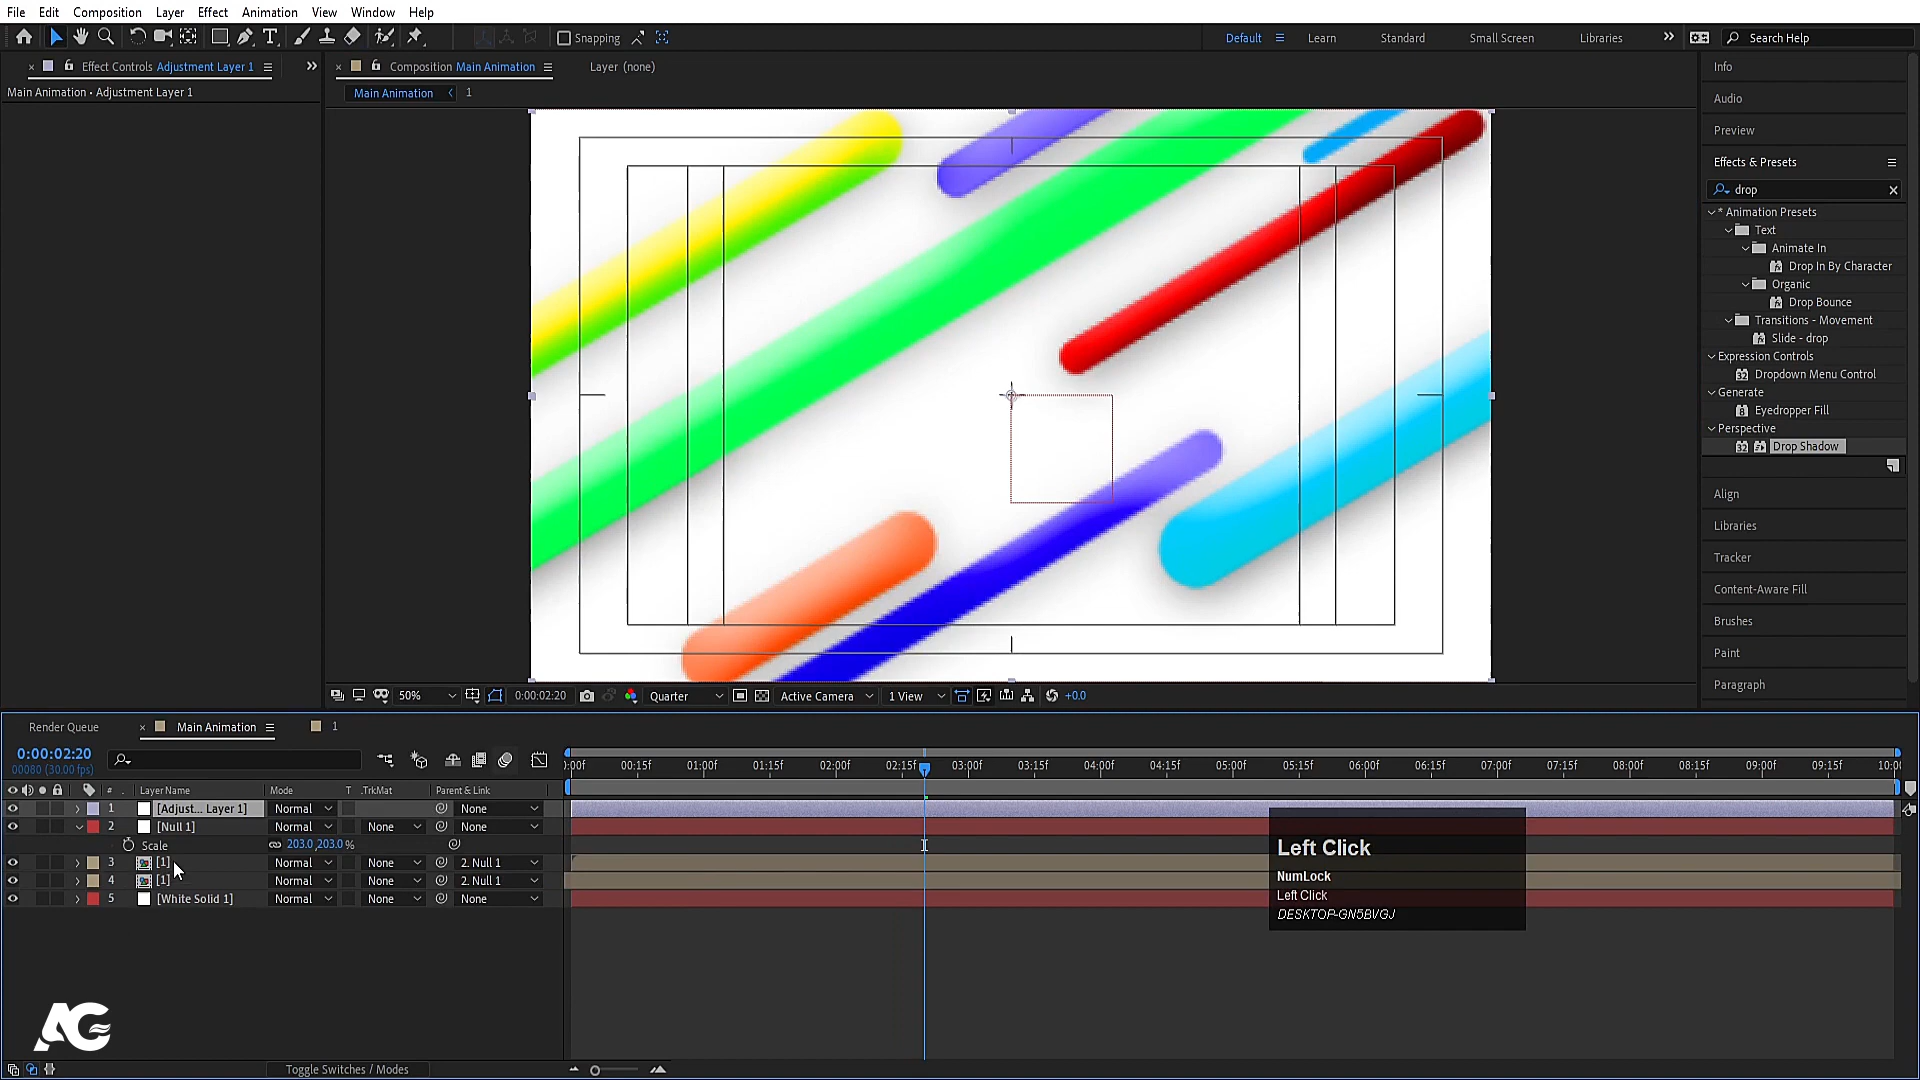 File Edit Composition Layer Effect Animation View Window Help
Snapping
Default Learn Standard Small Screen Libraries Search Help
Effect Controls Adjustment Layer 1
Main Animation • Adjustment Layer 1
Composition Main Animation
Layer (none)
Main Animation 1
Info
Audio
Preview
Effects & Presets
drop
* Animation Presets
Text
Animate In
Drop In By Character
Organic
Drop Bounce
Transitions - Movement
Slide - drop
Expression Controls
Dropdown Menu Control
Generate
Eyedropper Fill
Perspective
Drop Shadow
Align
Libraries
Tracker
Content-Aware Fill
Brushes
Paint
Paragraph
50% 0:00:02:20 Quarter Active Camera 1 View +0.0
Render Queue Main Animation 1
0:00:02:20
00080 (30.00 fps)
:00f 00:15f 01:00f 01:15f 02:00f 02:15f 03:00f 03:15f 04:00f 04:15f 05:00f 05:15f 06:00f 06:15f 07:00f 07:15f 08:00f 08:15f 09:00f 09:15f 10:00
# . Layer Name Mode T .TrkMat Parent & Link
1 [Adjust... Layer 1] Normal None
2 [Null 1] Normal None None
Scale 203.0,203.0%
3 [1] Normal None 2. Null 1
4 [1] Normal None 2. Null 1
5 [White Solid 1] Normal None None
Left Click
NumLock
Left Click
DESKTOP-GN5BVGJ
AG
Toggle Switches / Modes